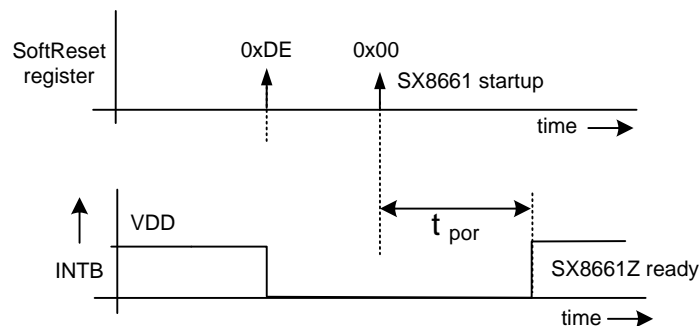 SoftReset
register
0xDE
0x00
SX8661 startup
time
VDD
INTB
t por
SX8661Z ready
time